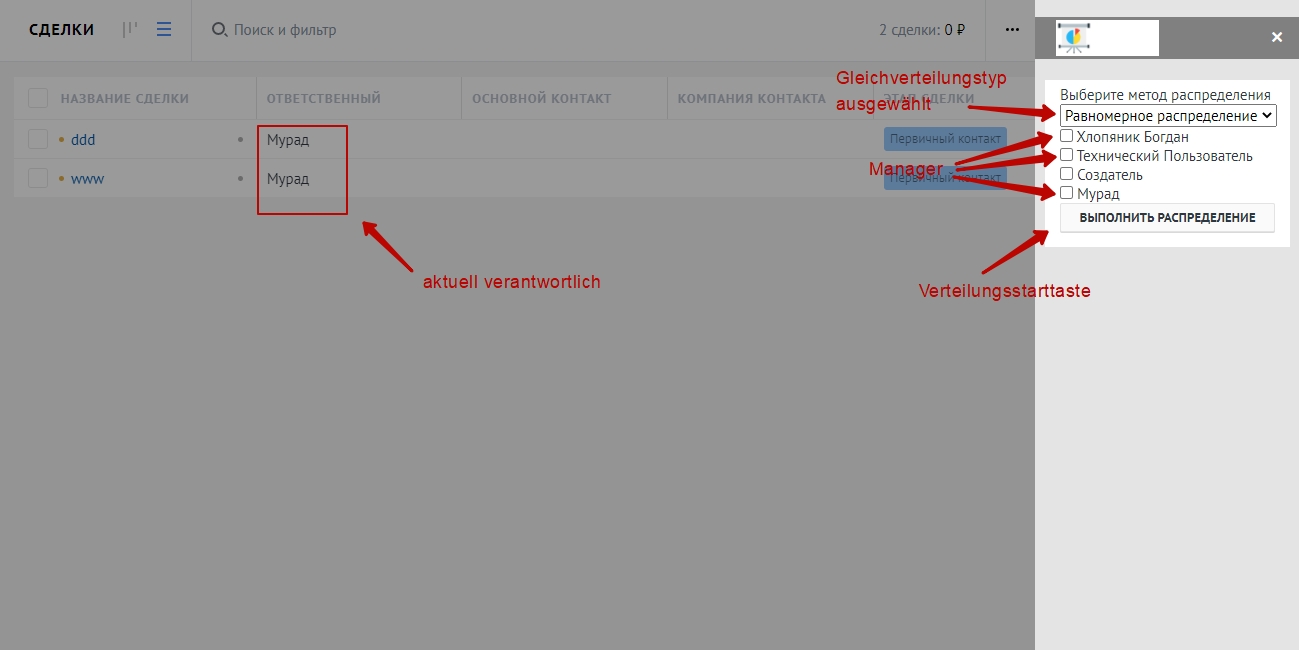 СДЕЛКИ
Поиск и фильтр
2 сделки: 0 ₽
НАЗВАНИЕ СДЕЛКИ
ОТВЕТСТВЕННЫЙ
ОСНОВНОЙ КОНТАКТ
КОМПАНИЯ КОНТАКТА
ЭТАП СДЕЛКИ
ddd
Мурад
Первичный контакт
www
Мурад
Первичный контакт
aktuell verantwortlich
Gleichverteilungstyp
ausgewählt
Manager
Verteilungsstarttaste
Выберите метод распределения
Равномерное распределение
Хлопяник Богдан
Технический Пользователь
Создатель
Мурад
ВЫПОЛНИТЬ РАСПРЕДЕЛЕНИЕ